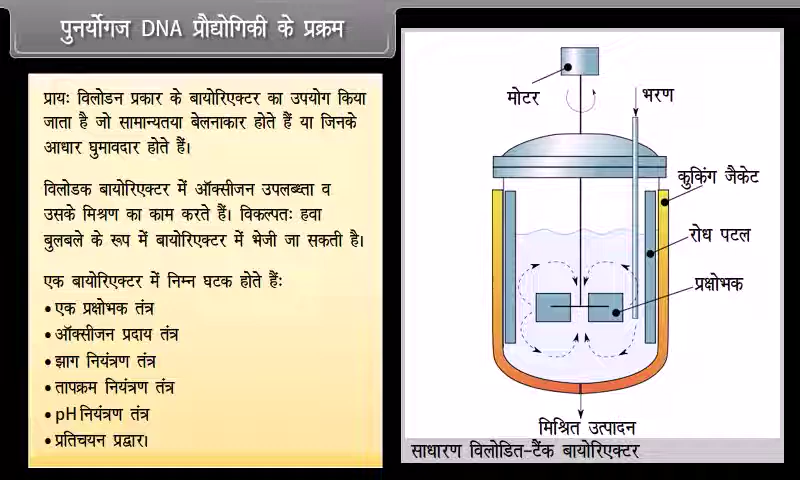 पुनर्योगज DNA प्रौद्योगिकी के प्रक्रम
प्रायः विलोडन प्रकार के बायोरिएक्टर का उपयोग किया
जाता है जो सामान्यतया बेलनाकार होते हैं या जिनके
आधार घुमावदार होते हैं।
विलोडक बायोरिएक्टर में ऑक्सीजन उपलब्धता व
उसके मिश्रण का काम करते हैं। विकल्पतः हवा
बुलबले के रूप में बायोरिएक्टर में भेजी जा सकती है।
एक बायोरिएक्टर में निम्न घटक होते हैंः
• एक प्रक्षोभक तंत्र
• ऑक्सीजन प्रदाय तंत्र
• झाग नियंत्रण तंत्र
• तापक्रम नियंत्रण तंत्र
• pH नियंत्रण तंत्र
• प्रतिचयन प्रद्वार।
मोटर
भरण
कुकिंग जैकेट
रोध पटल
प्रक्षोभक
मिश्रित उत्पादन
साधारण विलोडित-टैंक बायोरिएक्टर